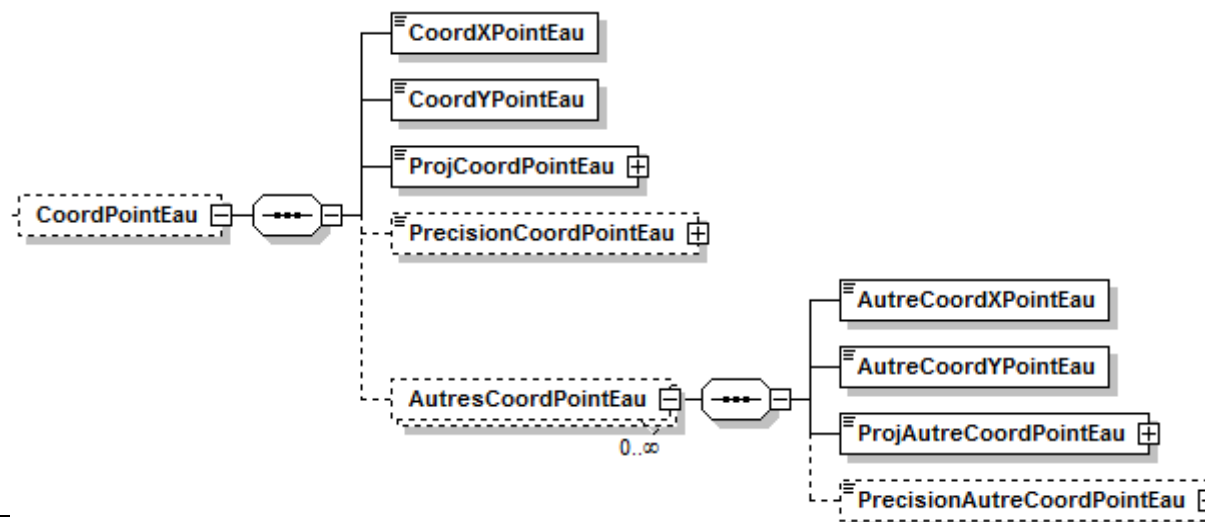 CoordXPointEau
CoordYPointEau
ProjCoordPointEau
CoordPointEau
PrecisionCoordPointEau
AutreCoordXPointEau
AutreCoordYPointEau
AutresCoordPointEau
0..∞
ProjAutreCoordPointEau
PrecisionAutreCoordPointEau